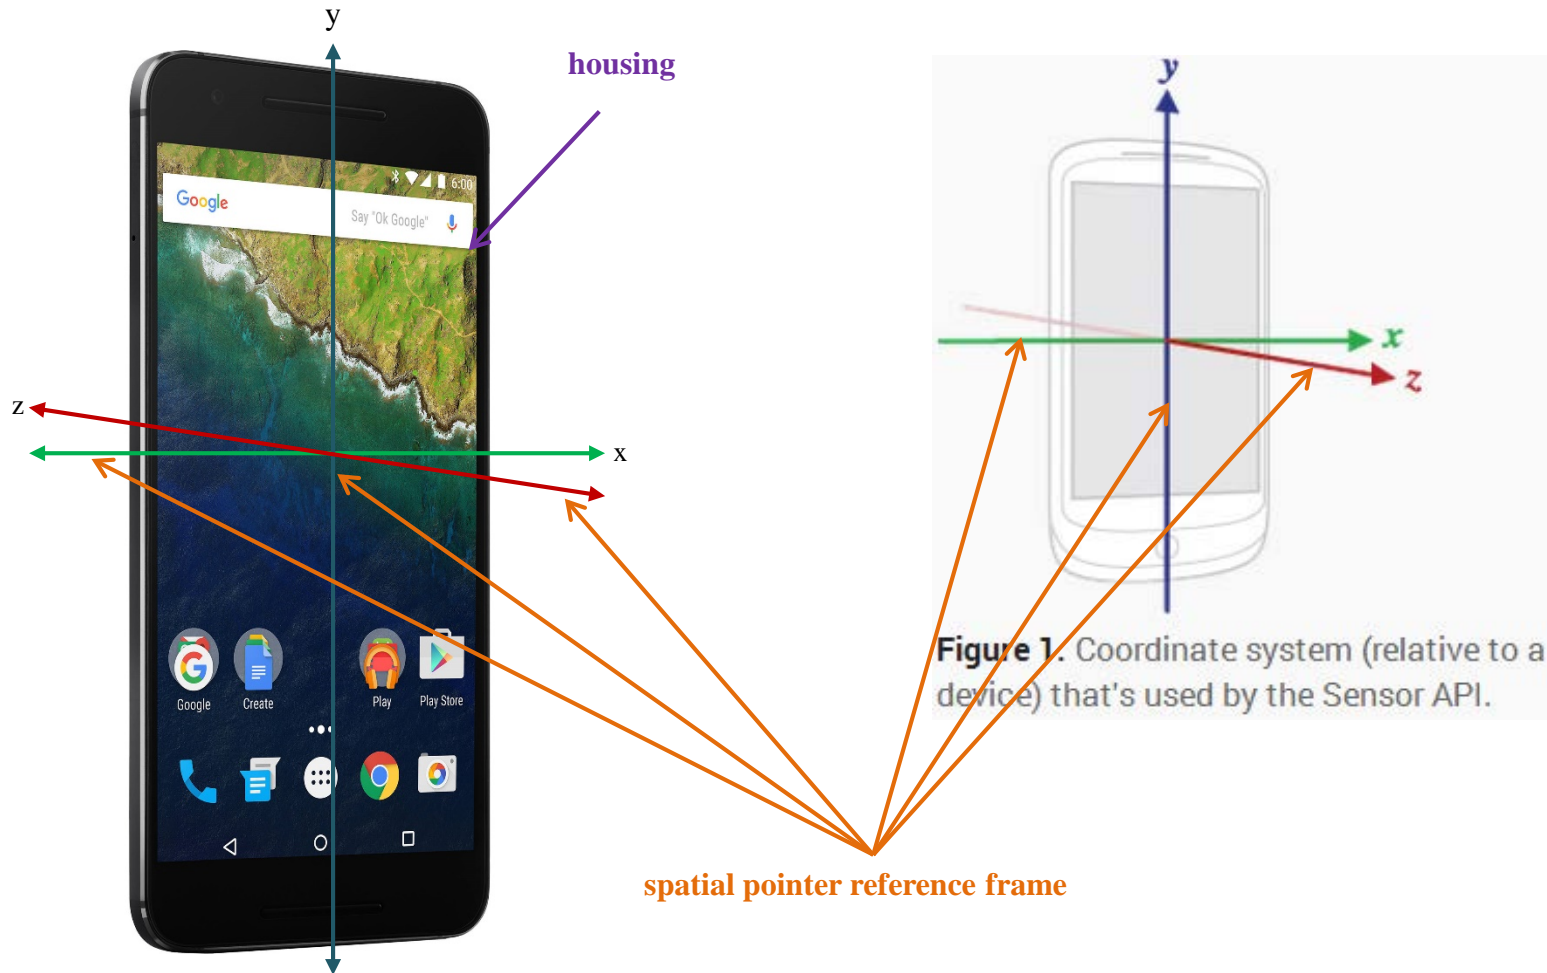 y
housing
Google
Say "Ok Google"
6:00
z
x
Google
Create
Play
Play Store
spatial pointer reference frame
y
x
z
Figure 1. Coordinate system (relative to a
device) that's used by the Sensor API.